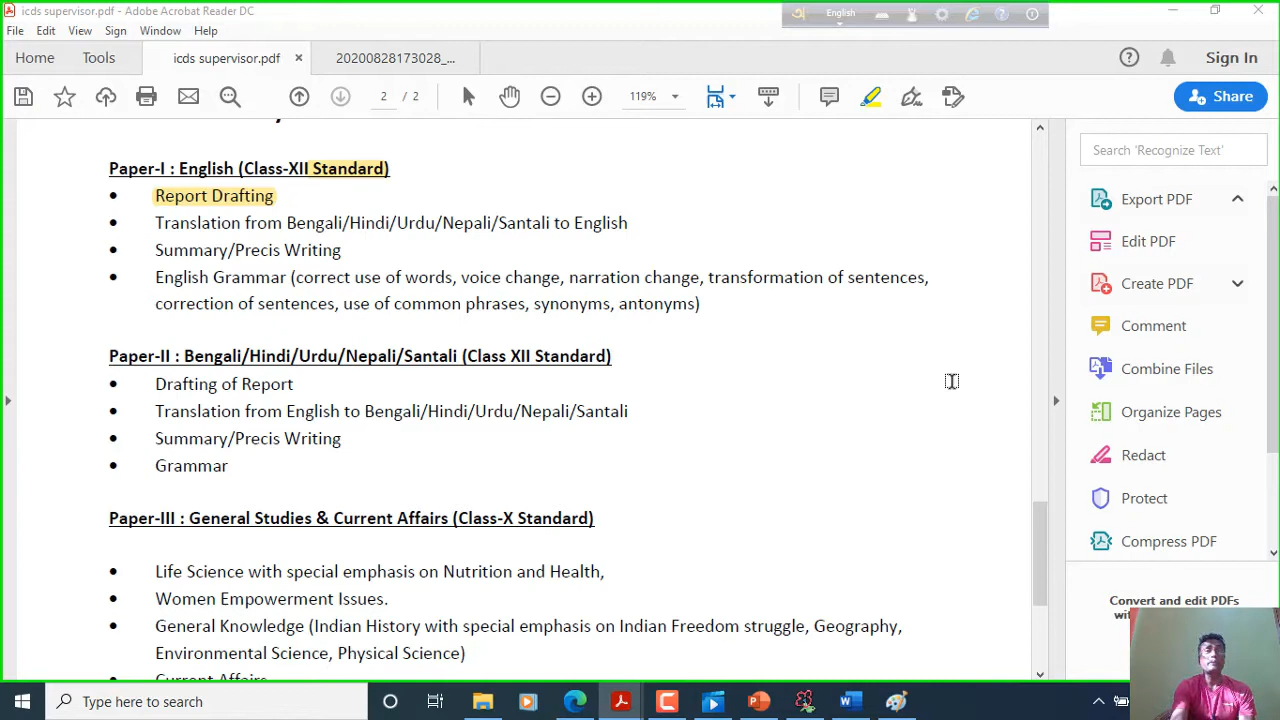 icds supervisor.pdf - Adobe Acrobat Reader DC
English
File Edit View Sign Window Help
Home Tools icds supervisor.pdf × 20200828173028_... Sign In
2 / 2 119% Share
Paper-I : English (Class-XII Standard)
• Report Drafting
• Translation from Bengali/Hindi/Urdu/Nepali/Santali to English
• Summary/Precis Writing
• English Grammar (correct use of words, voice change, narration change, transformation of sentences,
correction of sentences, use of common phrases, synonyms, antonyms)
Paper-II : Bengali/Hindi/Urdu/Nepali/Santali (Class XII Standard)
• Drafting of Report
• Translation from English to Bengali/Hindi/Urdu/Nepali/Santali
• Summary/Precis Writing
• Grammar
Paper-III : General Studies & Current Affairs (Class-X Standard)
• Life Science with special emphasis on Nutrition and Health,
• Women Empowerment Issues.
• General Knowledge (Indian History with special emphasis on Indian Freedom struggle, Geography,
Environmental Science, Physical Science)
• Current Affairs
Search 'Recognize Text'
Export PDF
Edit PDF
Create PDF
Comment
Combine Files
Organize Pages
Redact
Protect
Compress PDF
Convert and edit PDFs
Type here to search